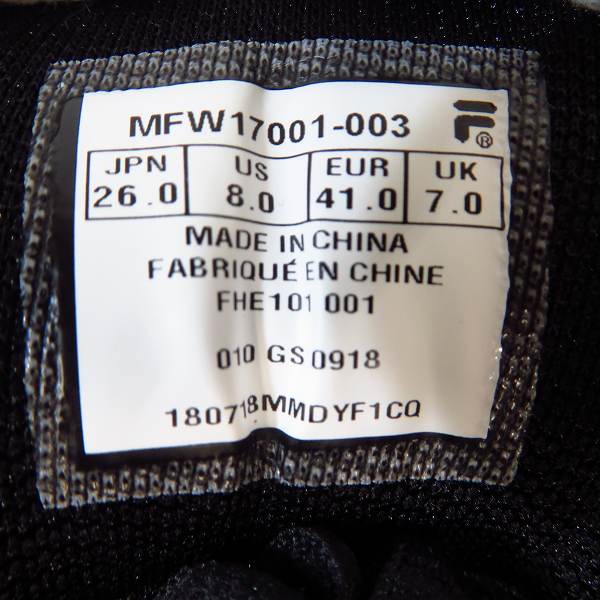 MFW17001-003 F®
JPN US EUR UK
26.0 8.0 41.0 7.0
MADE IN CHINA
FABRIQUÉ EN CHINE
FHE101 001
010 GS0918
180718MMDYF1CQ